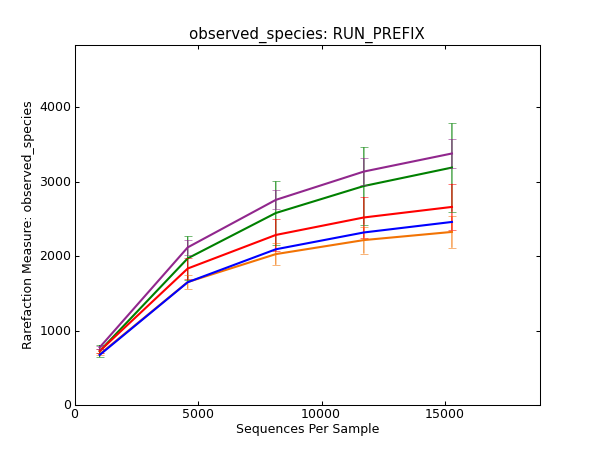 observed_species: RUN_PREFIX
Rarefaction Measure: observed_species
4000
3000
2000
1000
0
0 5000 10000 15000
Sequences Per Sample